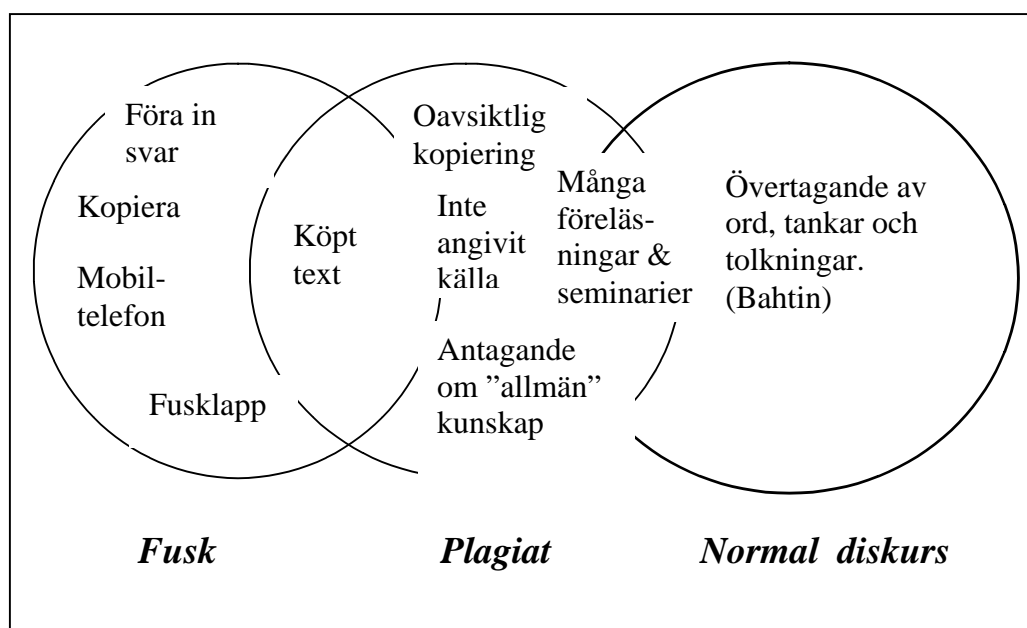 Föra in
svar
Kopiera
Mobil-
telefon
Fusklapp
Köpt
text
Oavsiktlig
kopiering
Inte
angivit
källa
Antagande
om ”allmän”
kunskap
Många
föreläs-
ningar &
seminarier
Övertagande av
ord, tankar och
tolkningar.
(Bahtin)
Fusk
Plagiat
Normal diskurs